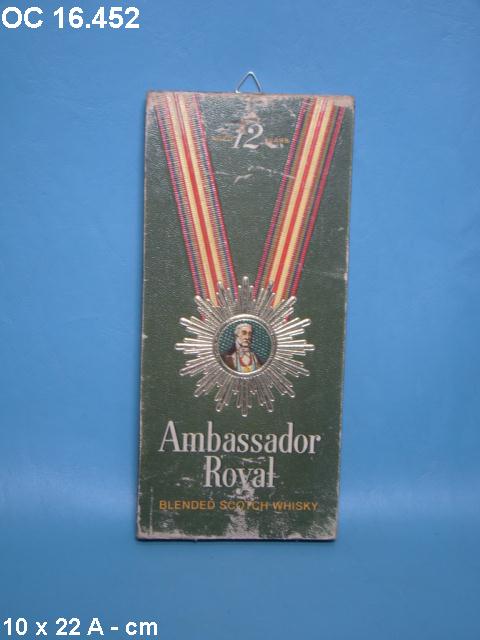 OC 16.452
12
Ambassador
Royal
BLENDED SCOTCH WHISKY
10 x 22 A - cm